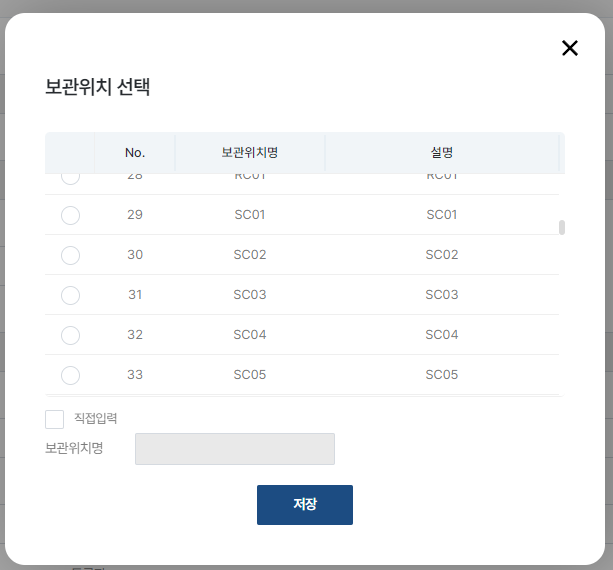 보관위치 선택
No. 보관위치명 설명
28 RC01 RC01
29 SC01 SC01
30 SC02 SC02
31 SC03 SC03
32 SC04 SC04
33 SC05 SC05
직접입력
보관위치명
저장